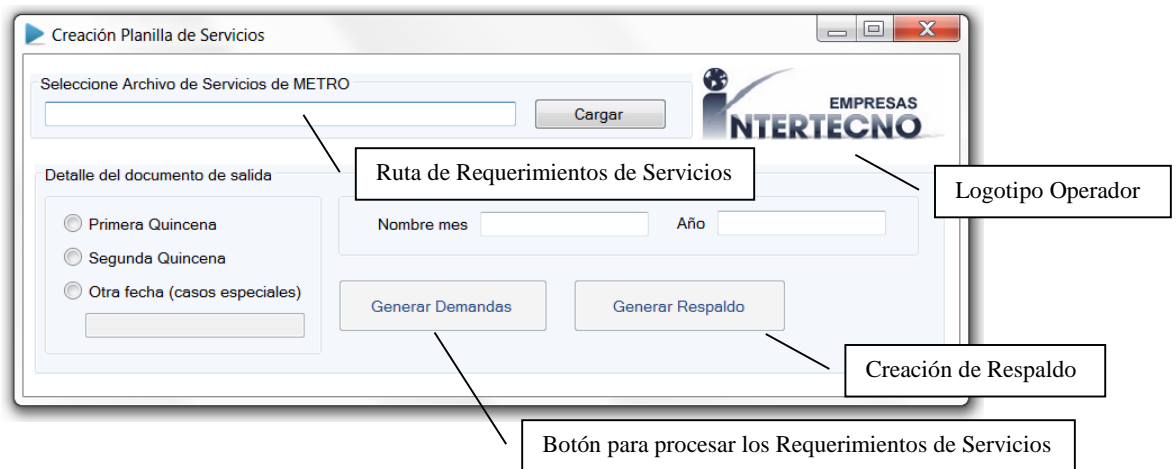 Creación Planilla de Servicios
Seleccione Archivo de Servicios de METRO
Cargar
EMPRESAS
INTERTECNO
Ruta de Requerimientos de Servicios
Logotipo Operador
Detalle del documento de salida
Primera Quincena
Segunda Quincena
Otra fecha (casos especiales)
Nombre mes
Año
Generar Demandas
Generar Respaldo
Creación de Respaldo
Botón para procesar los Requerimientos de Servicios